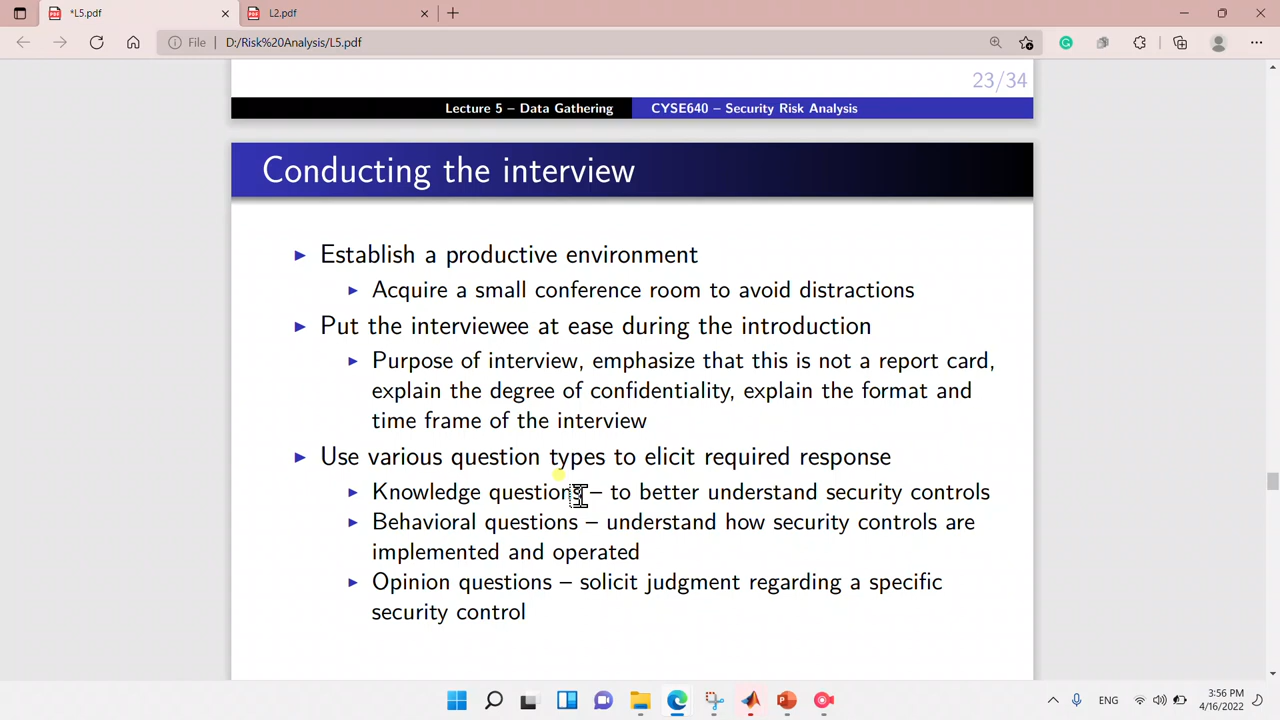 *L5.pdf
L2.pdf
File | D:/Risk%20Analysis/L5.pdf
23/34
Lecture 5 – Data Gathering CYSE640 – Security Risk Analysis
Conducting the interview
Establish a productive environment
Acquire a small conference room to avoid distractions
Put the interviewee at ease during the introduction
Purpose of interview, emphasize that this is not a report card,
explain the degree of confidentiality, explain the format and
time frame of the interview
Use various question types to elicit required response
Knowledge questions – to better understand security controls
Behavioral questions – understand how security controls are
implemented and operated
Opinion questions – solicit judgment regarding a specific
security control
ENG
3:56 PM
4/16/2022